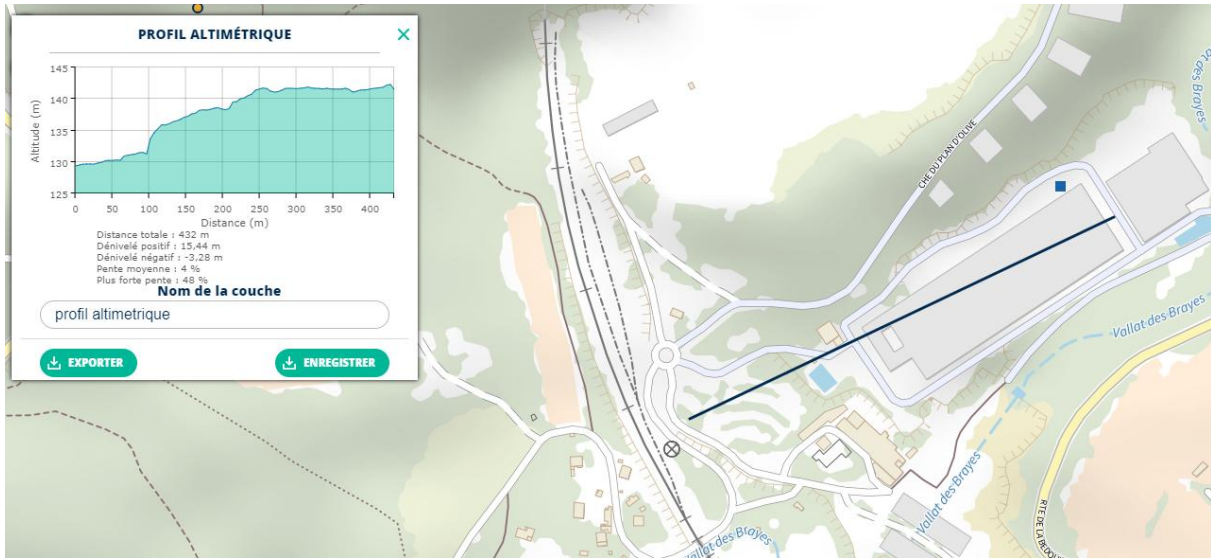 PROFIL ALTIMÉTRIQUE
145
140
135
130
125
Altitude (m)
0 50 100 150 200 250 300 350 400
Distance (m)
Distance totale : 432 m
Dénivelé positif : 15,44 m
Dénivelé négatif : -3,28 m
Pente moyenne : 4 %
Plus forte pente : 48 %
Nom de la couche
profil altimetrique
EXPORTER
ENREGISTRER
CHE DU PLAN D'OLIVE
des Brayes
Vallat des Brayes
Vallat des Brayes
Vallat des Brayes
RTE DE LA